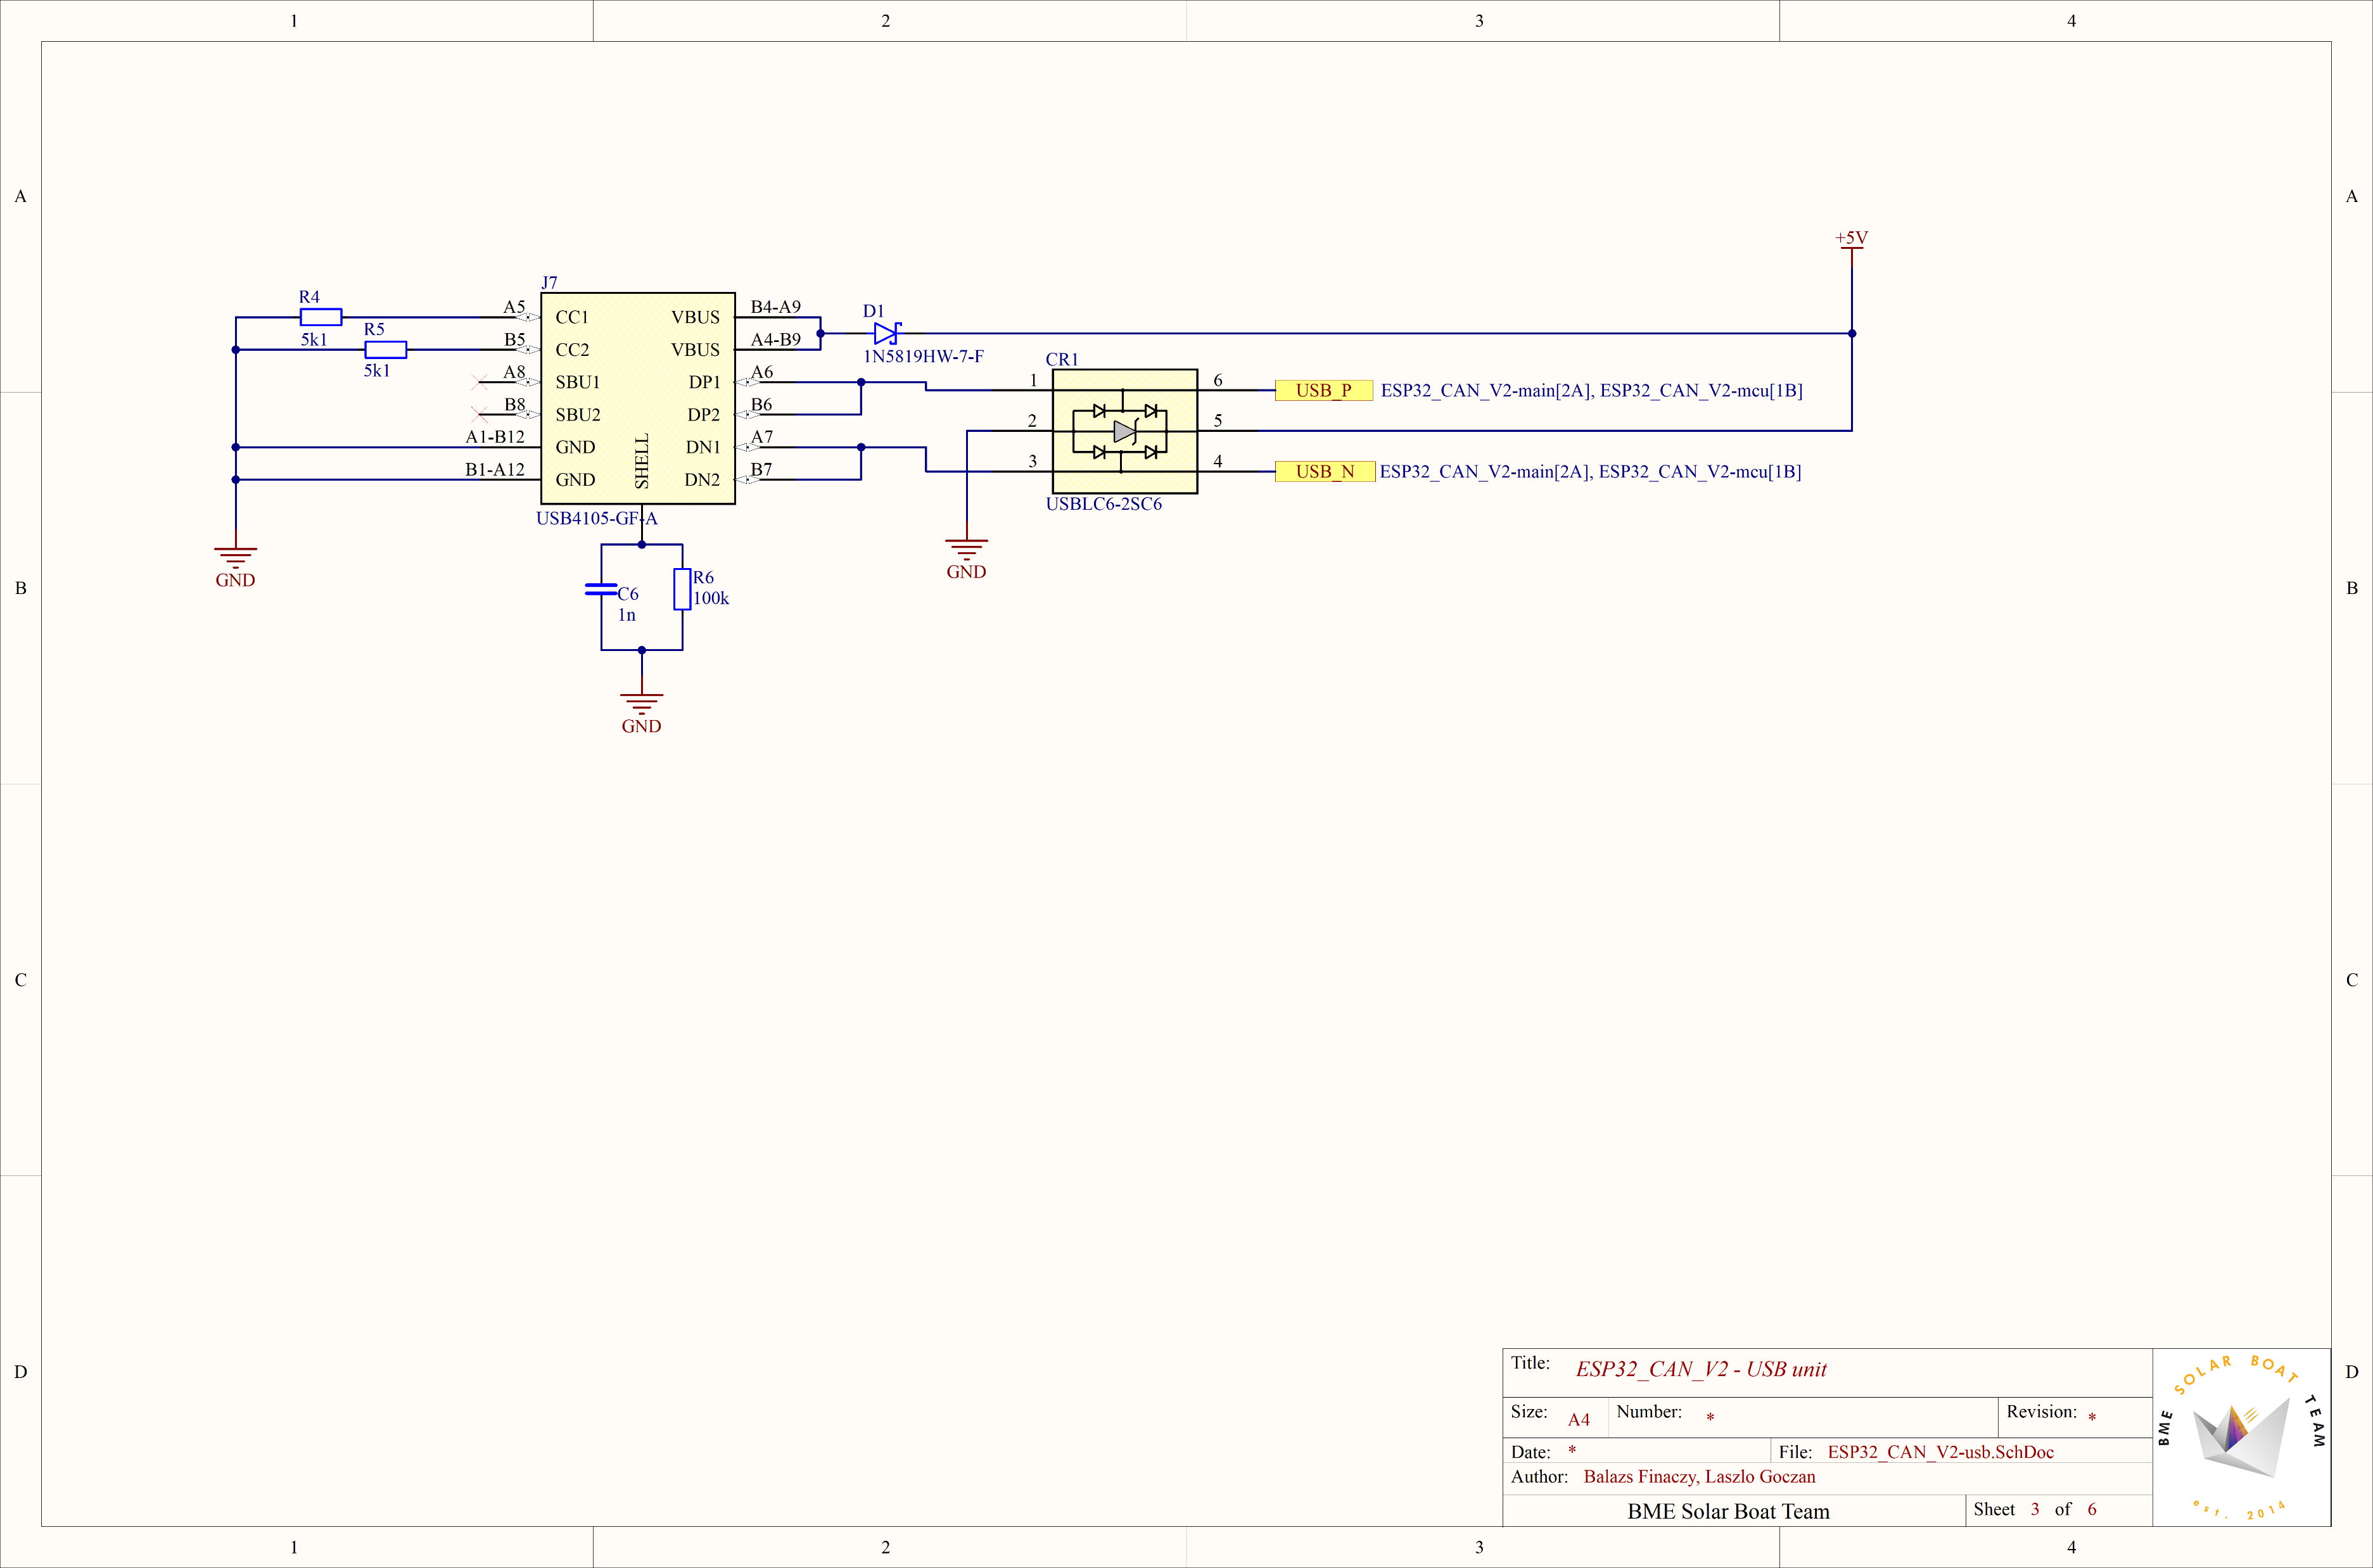 1 2 3 4
A A
+5V
J7
R4 A5 CC1 VBUS B4-A9 D1
5k1 R5 B5 CC2 VBUS A4-B9 1N5819HW-7-F
5k1 A8 SBU1 DP1 A6 CR1 1 6 USB_P ESP32_CAN_V2-main[2A], ESP32_CAN_V2-mcu[1B]
B8 SBU2 DP2 B6 2 5
A1-B12 GND SHELL DN1 A7
B1-A12 GND DN2 B7 3 4 USB_N ESP32_CAN_V2-main[2A], ESP32_CAN_V2-mcu[1B]
USB4105-GF-A USBLC6-2SC6
GND GND
B B
C6 R6
1n 100k
GND
C C
D D
Title: ESP32_CAN_V2 - USB unit
Size: A4 Number: * Revision: *
Date: * File: ESP32_CAN_V2-usb.SchDoc
Author: Balazs Finaczy, Laszlo Goczan
BME Solar Boat Team Sheet 3 of 6
BME SOLAR BOAT TEAM
est. 2014
1 2 3 4